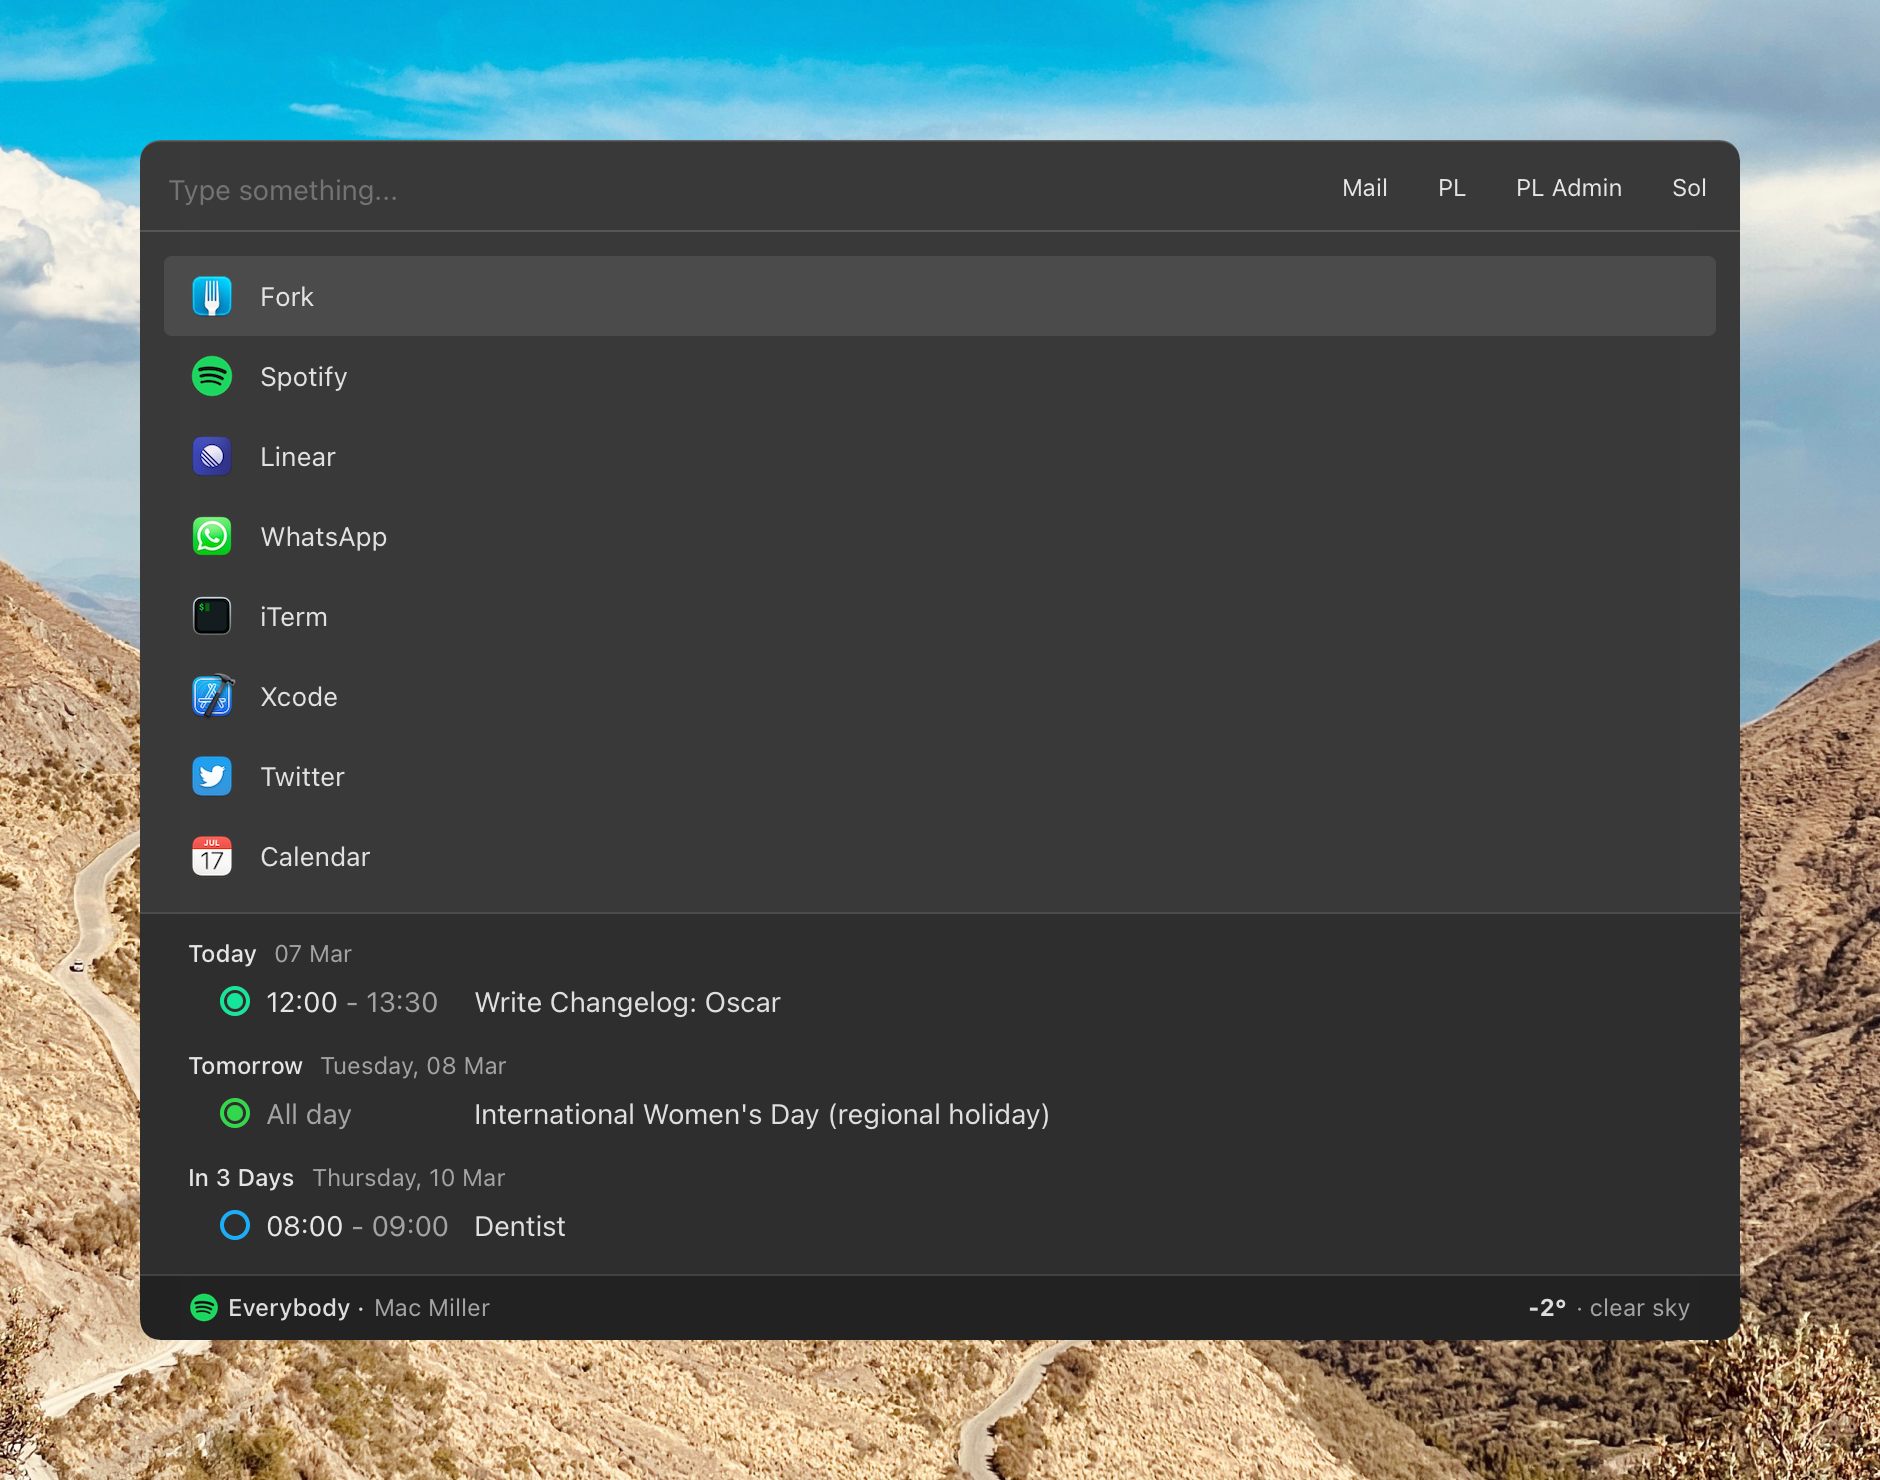 Type something... Mail PL PL Admin Sol
Fork
Spotify
Linear
WhatsApp
$
iTerm
Xcode
Twitter
JUL
17
Calendar
Today 07 Mar
12:00 - 13:30 Write Changelog: Oscar
Tomorrow Tuesday, 08 Mar
All day International Women's Day (regional holiday)
In 3 Days Thursday, 10 Mar
08:00 - 09:00 Dentist
Everybody · Mac Miller -2° · clear sky